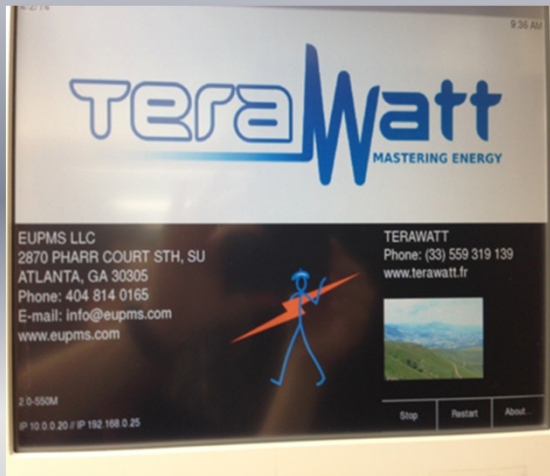 9:36 AM
Terawatt
MASTERING ENERGY
EUPMS LLC
2870 PHARR COURT STH, SU
ATLANTA, GA 30305
Phone: 404 814 0165
E-mail: info@eupms.com
www.eupms.com
TERAWATT
Phone: (33) 559 319 139
www.terawatt.fr
2.0-550M
IP 10.0.0.20 // IP 192.168.0.25
Stop
Restart
About...